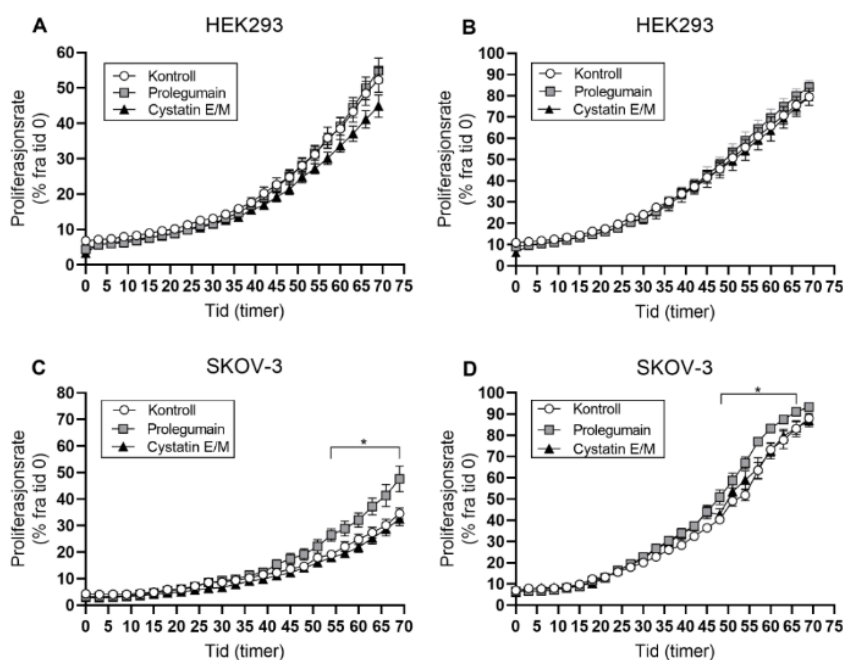 A
HEK293
Proliferasjonsrate
(% fra tid 0)
60
50
40
30
20
10
0
Kontroll
Prolegumain
Cystatin E/M
0 5 10 15 20 25 30 35 40 45 50 55 60 65 70 75
Tid (timer)
B
HEK293
Proliferasjonsrate
(% fra tid 0)
100
90
80
70
60
50
40
30
20
10
0
Kontroll
Prolegumain
Cystatin E/M
0 5 10 15 20 25 30 35 40 45 50 55 60 65 70 75
Tid (timer)
C
SKOV-3
Proliferasjonsrate
(% fra tid 0)
80
70
60
50
40
30
20
10
0
Kontroll
Prolegumain
Cystatin E/M
*
0 5 10 15 20 25 30 35 40 45 50 55 60 65 70
Tid (timer)
D
SKOV-3
Proliferasjonsrate
(% fra tid 0)
100
90
80
70
60
50
40
30
20
10
0
Kontroll
Prolegumain
Cystatin E/M
*
0 5 10 15 20 25 30 35 40 45 50 55 60 65 70 75
Tid (timer)